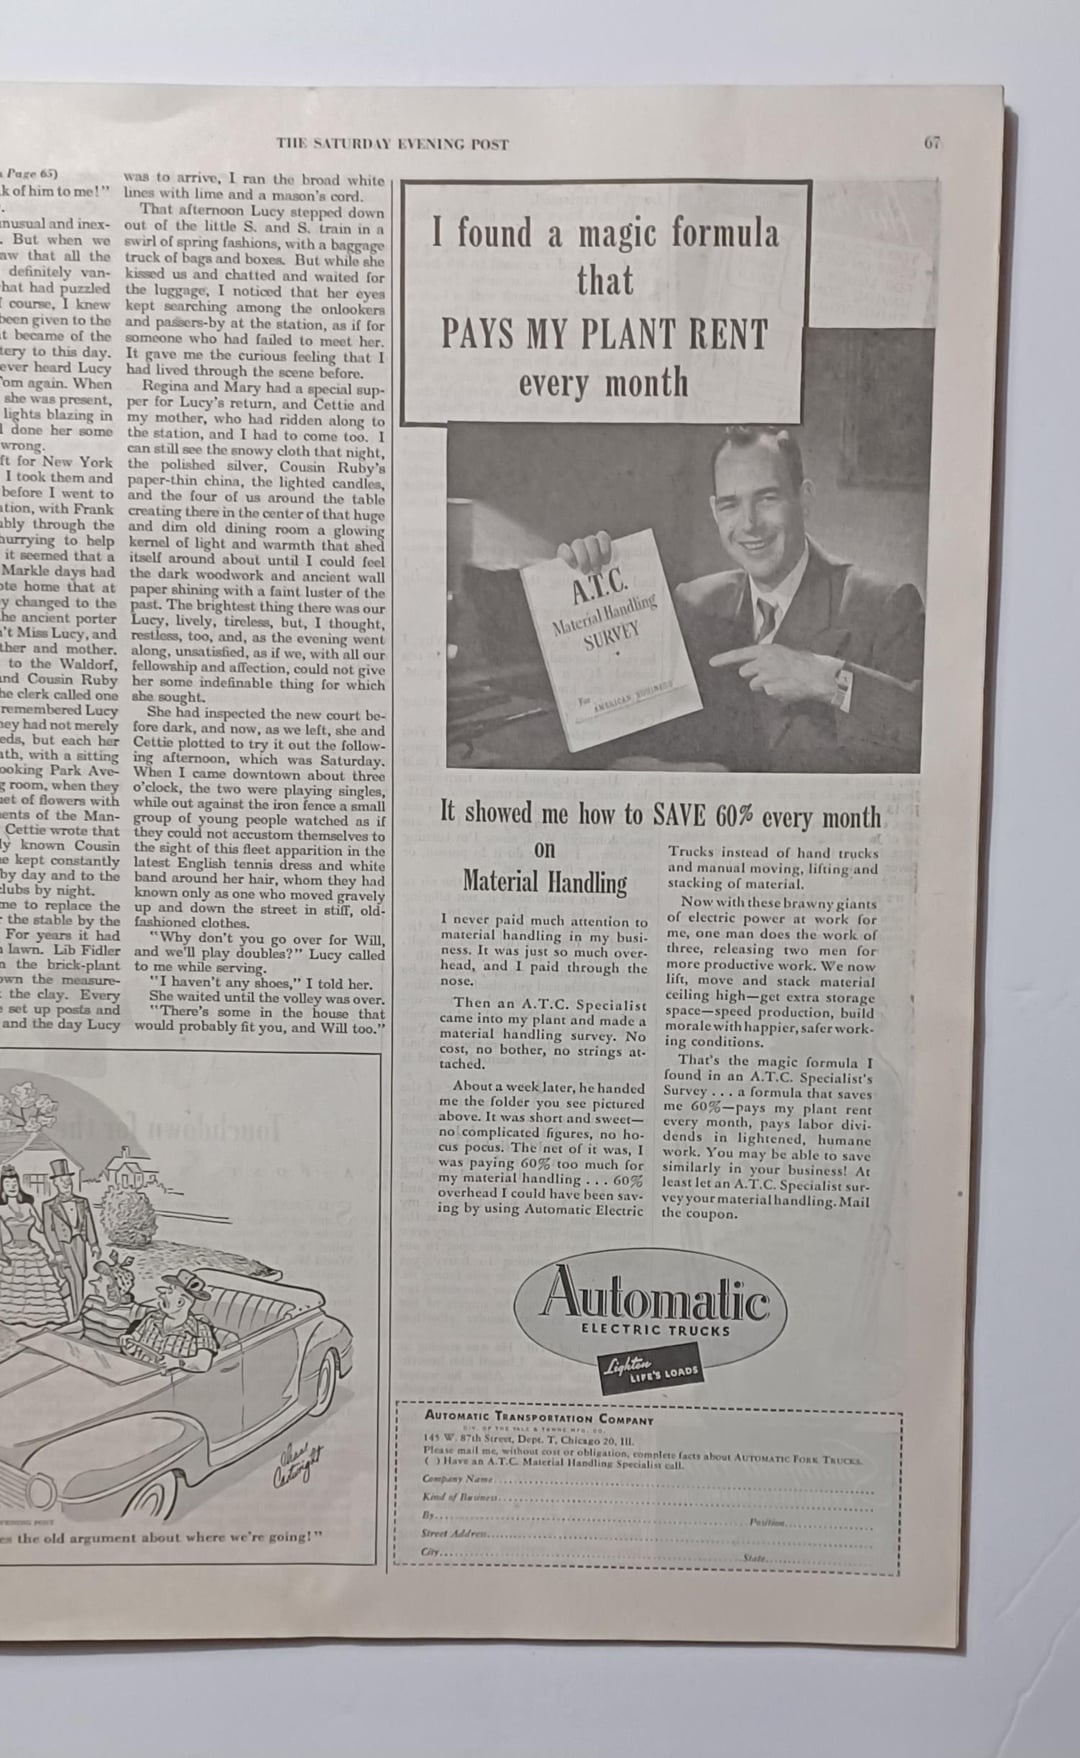 THE SATURDAY EVENING POST
67
Page 65)
k of him to me!"
nusual and inex-
. But when we
aw that all the
definitely van-
hat had puzzled
f course, I knew
been given to the
t became of the
tery to this day.
ever heard Lucy
om again. When
she was present,
lights blazing in
l done her some
wrong.
ft for New York
I took them and
before I went to
ation, with Frank
ably through the
hurrying to help
it seemed that a
Markle days had
ote home that at
y changed to the
he ancient porter
n't Miss Lucy, and
ther and mother.
to the Waldorf,
and Cousin Ruby
he clerk called one
remembered Lucy
hey had not merely
eds, but each her
ath, with a sitting
ooking Park Ave-
g room, when they
net of flowers with
ents of the Man-
Cettie wrote that
ly known Cousin
e kept constantly
by day and to the
clubs by night.
me to replace the
r the stable by the
For years it had
lawn. Lib Fidler
n the brick-plant
own the measure-
the clay. Every
e set up posts and
and the day Lucy
was to arrive, I ran the broad white
lines with lime and a mason's cord.
That afternoon Lucy stepped down
out of the little S. and S. train in a
swirl of spring fashions, with a baggage
truck of bags and boxes. But while she
kissed us and chatted and waited for
the luggage, I noticed that her eyes
kept searching among the onlookers
and passers-by at the station, as if for
someone who had failed to meet her.
It gave me the curious feeling that I
had lived through the scene before.
Regina and Mary had a special sup-
per for Lucy's return, and Cettie and
my mother, who had ridden along to
the station, and I had to come too. I
can still see the snowy cloth that night,
the polished silver, Cousin Ruby's
paper-thin china, the lighted candles,
and the four of us around the table
creating there in the center of that huge
and dim old dining room a glowing
kernel of light and warmth that shed
itself around about until I could feel
the dark woodwork and ancient wall
paper shining with a faint luster of the
past. The brightest thing there was our
Lucy, lively, tireless, but, I thought,
restless, too, and, as the evening went
along, unsatisfied, as if we, with all our
fellowship and affection, could not give
her some indefinable thing for which
she sought.
She had inspected the new court be-
fore dark, and now, as we left, she and
Cettie plotted to try it out the follow-
ing afternoon, which was Saturday.
When I came downtown about three
o'clock, the two were playing singles,
while out against the iron fence a small
group of young people watched as if
they could not accustom themselves to
the sight of this fleet apparition in the
latest English tennis dress and white
band around her hair, whom they had
known only as one who moved gravely
up and down the street in stiff, old-
fashioned clothes.
"Why don't you go over for Will,
and we'll play doubles?" Lucy called
to me while serving.
"I haven't any shoes," I told her.
She waited until the volley was over.
"There's some in the house that
would probably fit you, and Will too."
Chas. Cartwright
EVENING POST
es the old argument about where we're going!"
I found a magic formula
that
PAYS MY PLANT RENT
every month
A.T.C.
Material Handling
SURVEY
For
AMERICAN BUSINESS
It showed me how to SAVE 60% every month
on
Material Handling
I never paid much attention to
material handling in my busi-
ness. It was just so much over-
head, and I paid through the
nose.
Then an A.T.C. Specialist
came into my plant and made a
material handling survey. No
cost, no bother, no strings at-
tached.
About a week later, he handed
me the folder you see pictured
above. It was short and sweet—
no complicated figures, no ho-
cus pocus. The net of it was, I
was paying 60% too much for
my material handling . . . 60%
overhead I could have been sav-
ing by using Automatic Electric
Trucks instead of hand trucks
and manual moving, lifting and
stacking of material.
Now with these brawny giants
of electric power at work for
me, one man does the work of
three, releasing two men for
more productive work. We now
lift, move and stack material
ceiling high—get extra storage
space—speed production, build
morale with happier, safer work-
ing conditions.
That's the magic formula I
found in an A.T.C. Specialist's
Survey . . . a formula that saves
me 60%—pays my plant rent
every month, pays labor divi-
dends in lightened, humane
work. You may be able to save
similarly in your business! At
least let an A.T.C. Specialist sur-
vey your material handling. Mail
the coupon.
Automatic
ELECTRIC TRUCKS
Lighten
LIFE'S LOADS
AUTOMATIC TRANSPORTATION COMPANY
DIV. OF THE YALE & TOWNE MFG. CO.
145 W. 87th Street, Dept. T, Chicago 20, Ill.
Please mail me, without cost or obligation, complete facts about AUTOMATIC FORK TRUCKS.
( ) Have an A.T.C. Material Handling Specialist call.
Company Name
Kind of Business
By Position
Street Address
City State